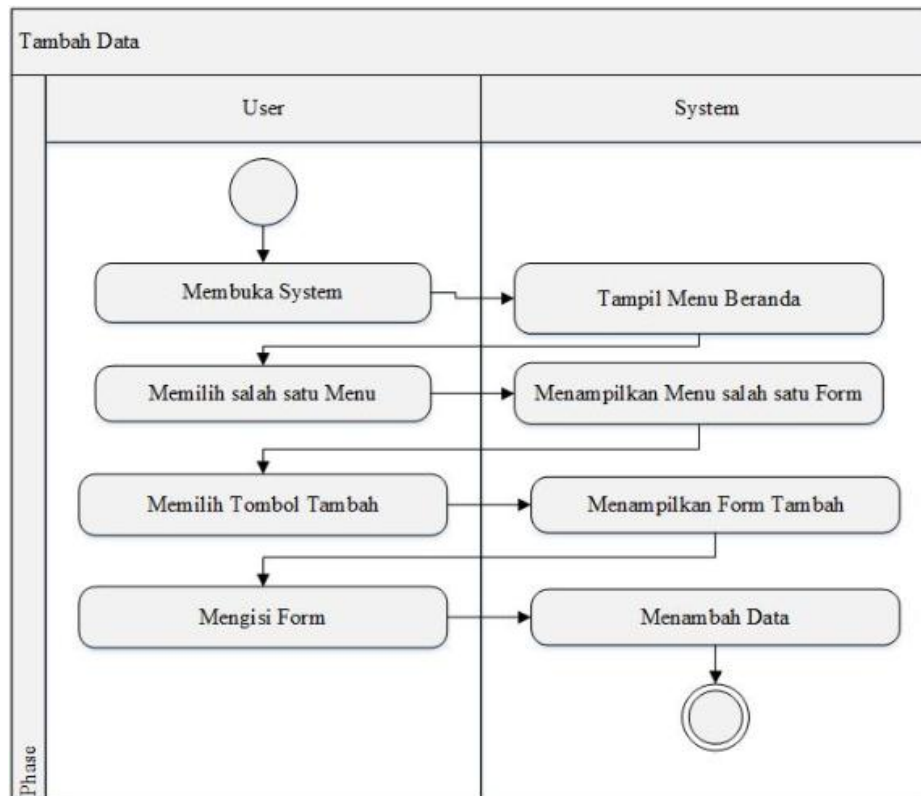 Tambah Data
User
System
Membuka System
Tampil Menu Beranda
Memilih salah satu Menu
Menampilkan Menu salah satu Form
Memilih Tombol Tambah
Menampilkan Form Tambah
Mengisi Form
Menambah Data
Phase